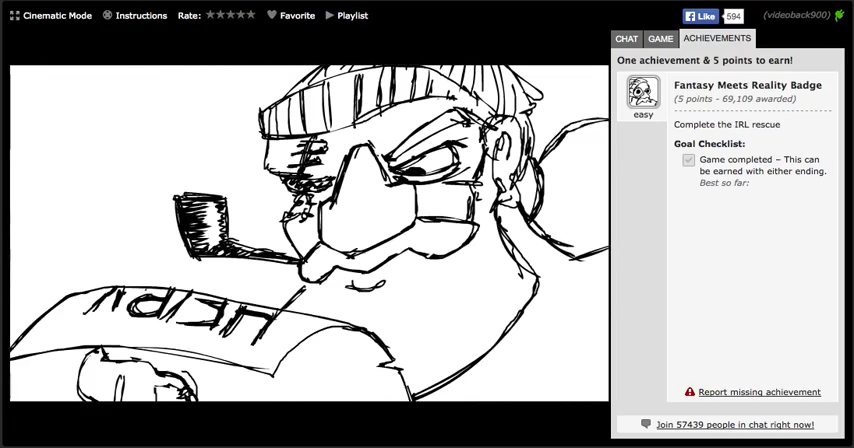 Cinematic Mode Instructions Rate: Favorite Playlist Like 594 (videoback900)
CHAT GAME ACHIEVEMENTS
One achievement & 5 points to earn!
Fantasy Meets Reality Badge
(5 points - 69,109 awarded)
easy
Complete the IRL rescue
Goal Checklist:
Game completed – This can
be earned with either ending.
Best so far:
Report missing achievement
Join 57439 people in chat right now!